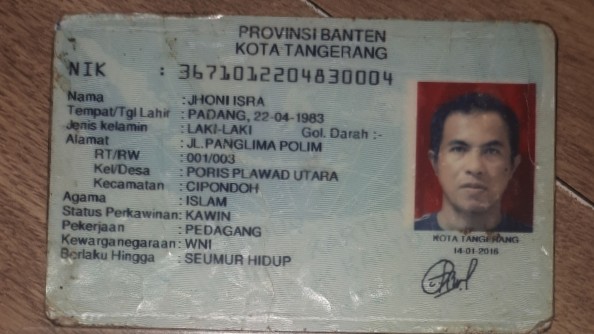 PROVINSI BANTEN
KOTA TANGERANG
NIK : 3671012204830004
Nama : JHONI ISRA
Tempat/Tgl Lahir : PADANG, 22-04-1983
Jenis kelamin : LAKI-LAKI Gol. Darah :-
Alamat : JL.PANGLIMA POLIM
RT/RW : 001/003
Kel/Desa : PORIS PLAWAD UTARA
Kecamatan : CIPONDOH
Agama : ISLAM
Status Perkawinan: KAWIN
Pekerjaan : PEDAGANG
Kewarganegaraan: WNI
Berlaku Hingga : SEUMUR HIDUP
KOTA TANGERANG
14-01-2016